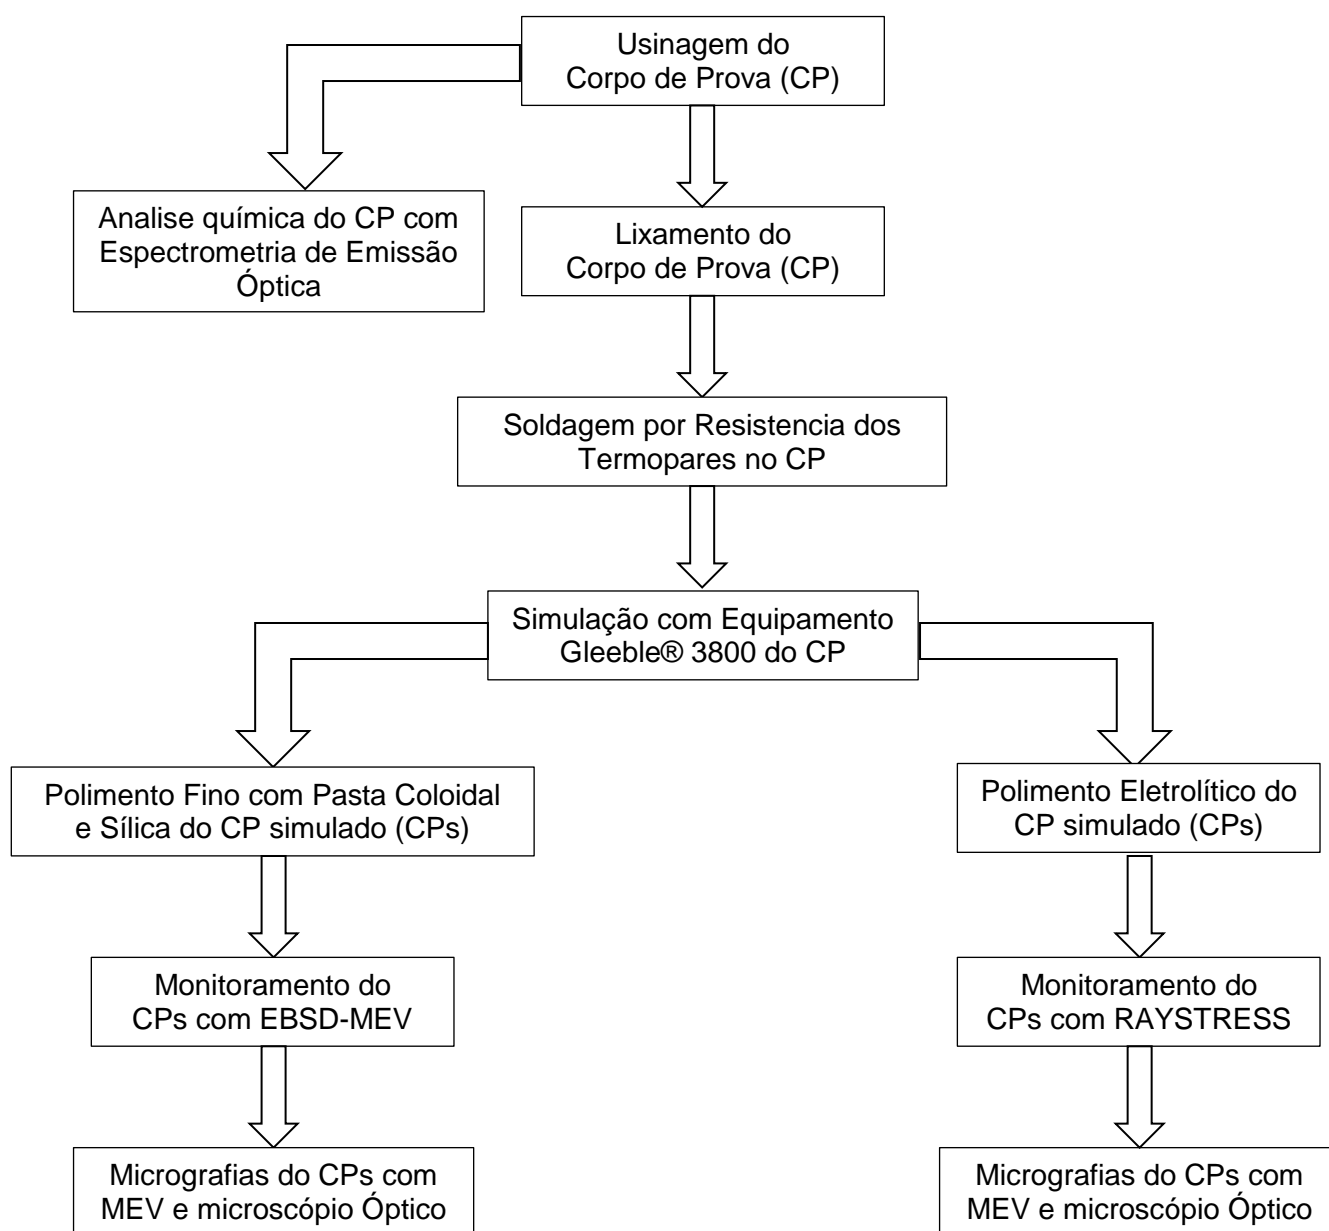 Usinagem do
Corpo de Prova (CP)
Analise química do CP com
Espectrometria de Emissão
Óptica
Lixamento do
Corpo de Prova (CP)
Soldagem por Resistencia dos
Termopares no CP
Simulação com Equipamento
Gleeble® 3800 do CP
Polimento Fino com Pasta Coloidal
e Sílica do CP simulado (CPs)
Polimento Eletrolítico do
CP simulado (CPs)
Monitoramento do
CPs com EBSD-MEV
Monitoramento do
CPs com RAYSTRESS
Micrografias do CPs com
MEV e microscópio Óptico
Micrografias do CPs com
MEV e microscópio Óptico